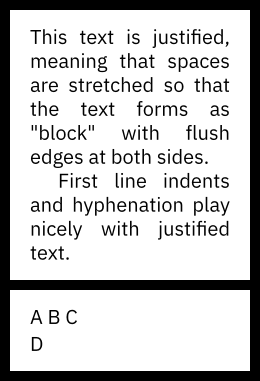 This text is justified,
meaning that spaces
are stretched so that
the text forms as
"block" with flush
edges at both sides.
First line indents
and hyphenation play
nicely with justified
text.
A B C
D